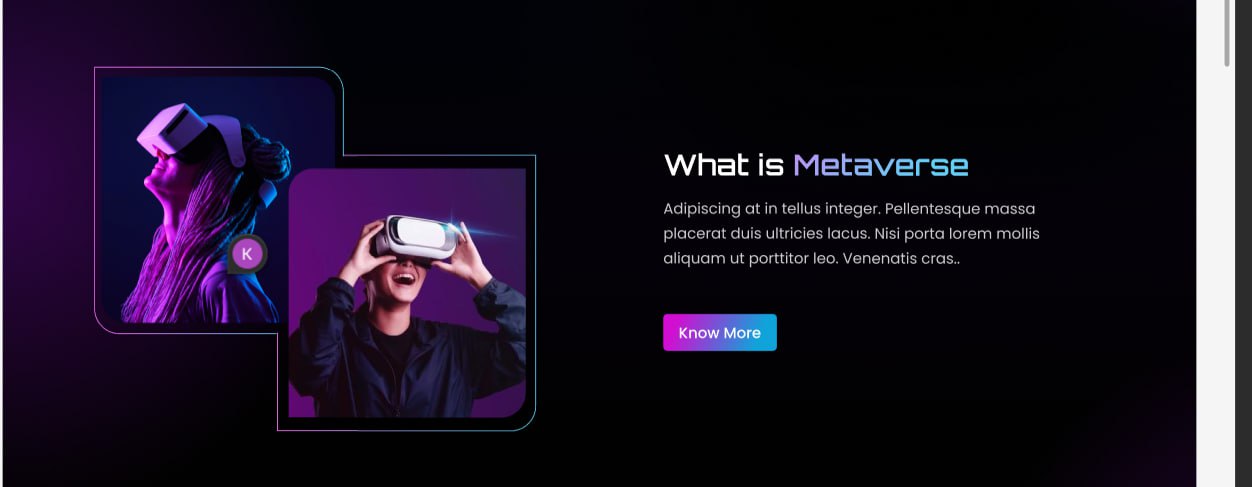 K
What is Metaverse
Adipiscing at in tellus integer. Pellentesque massa
placerat duis ultricies lacus. Nisi porta lorem mollis
aliquam ut porttitor leo. Venenatis cras..
Know More